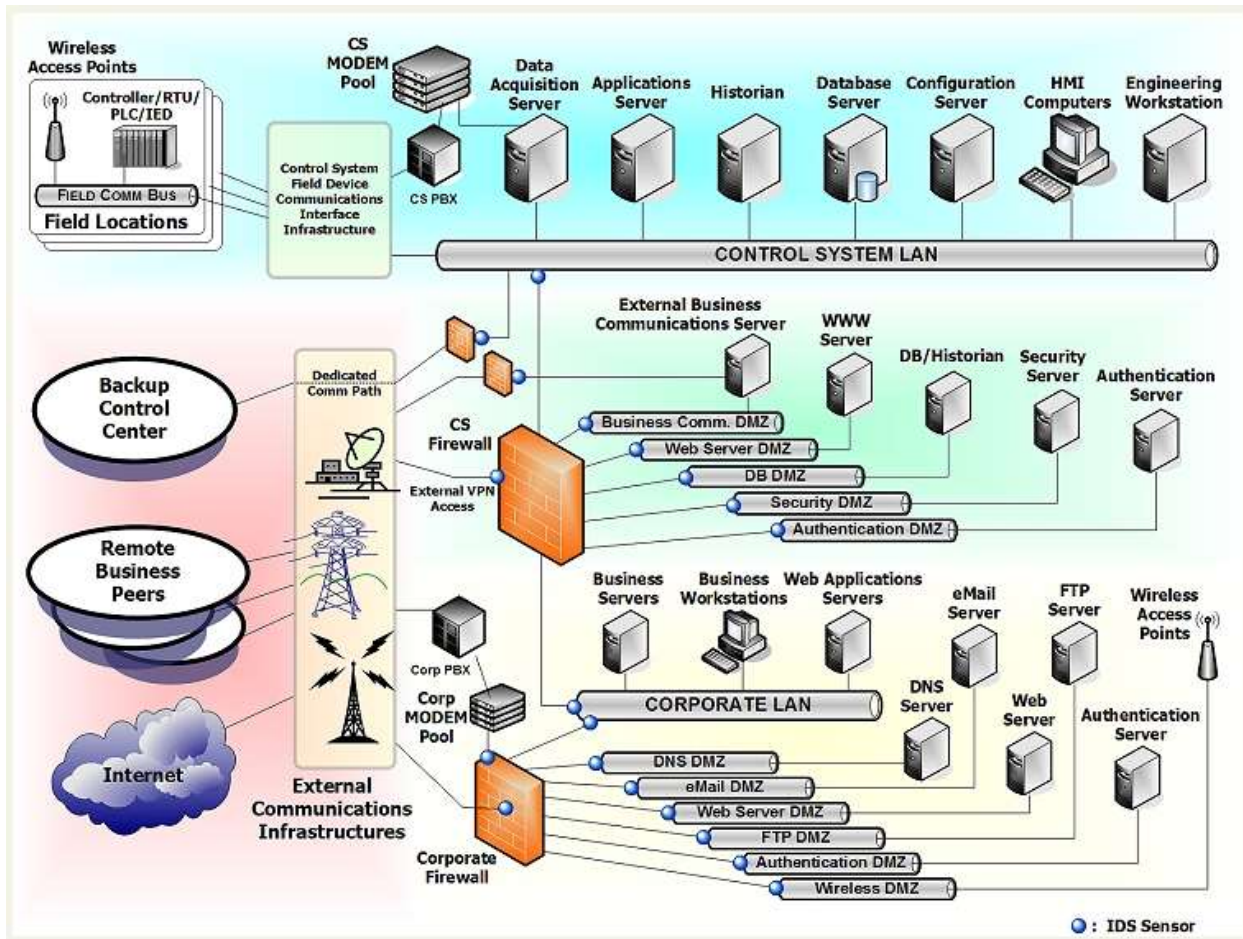 Wireless
Access Points
Controller/RTU/
PLC/IED
FIELD COMM BUS
Field Locations
Control System
Field Device
Communications
Interface
Infrastructure
CS
MODEM
Pool
CS PBX
Data
Acquisition
Server
Applications
Server
Historian
Database
Server
Configuration
Server
HMI
Computers
Engineering
Workstation
CONTROL SYSTEM LAN
Backup
Control
Center
Remote
Business
Peers
Internet
Dedicated
Comm Path
External
Communications
Infrastructures
External VPN
Access
CS
Firewall
External Business
Communications Server
WWW
Server
DB/Historian
Security
Server
Authentication
Server
Business Comm. DMZ
Web Server DMZ
DB DMZ
Security DMZ
Authentication DMZ
Corp PBX
Corp
MODEM
Pool
Corporate
Firewall
Business
Servers
Business
Workstations
Web Applications
Servers
eMail
Server
FTP
Server
Wireless
Access
Points
CORPORATE LAN
DNS
Server
Web
Server
Authentication
Server
DNS DMZ
eMail DMZ
Web Server DMZ
FTP DMZ
Authentication DMZ
Wireless DMZ
: IDS Sensor